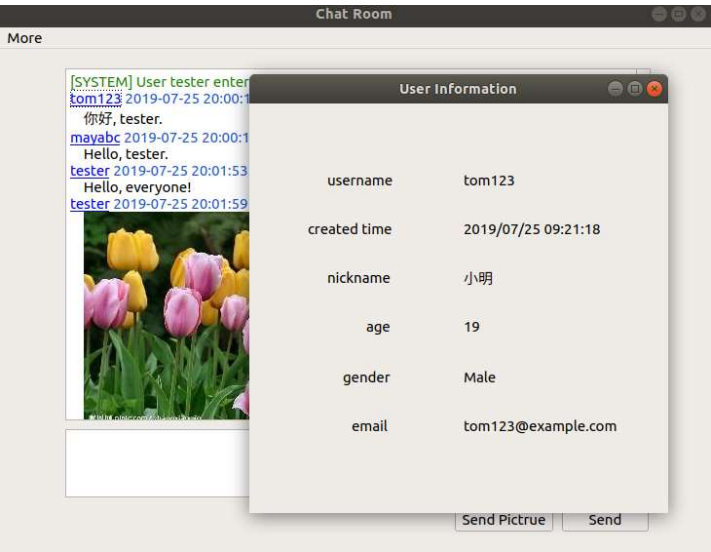 Chat Room
More
[SYSTEM] User tester enter
tom123 2019-07-25 20:00:1
你好, tester.
mayabc 2019-07-25 20:00:1
Hello, tester.
tester 2019-07-25 20:01:53
Hello, everyone!
tester 2019-07-25 20:01:59
User Information
username tom123
created time 2019/07/25 09:21:18
nickname 小明
age 19
gender Male
email tom123@example.com
Send Pictrue Send